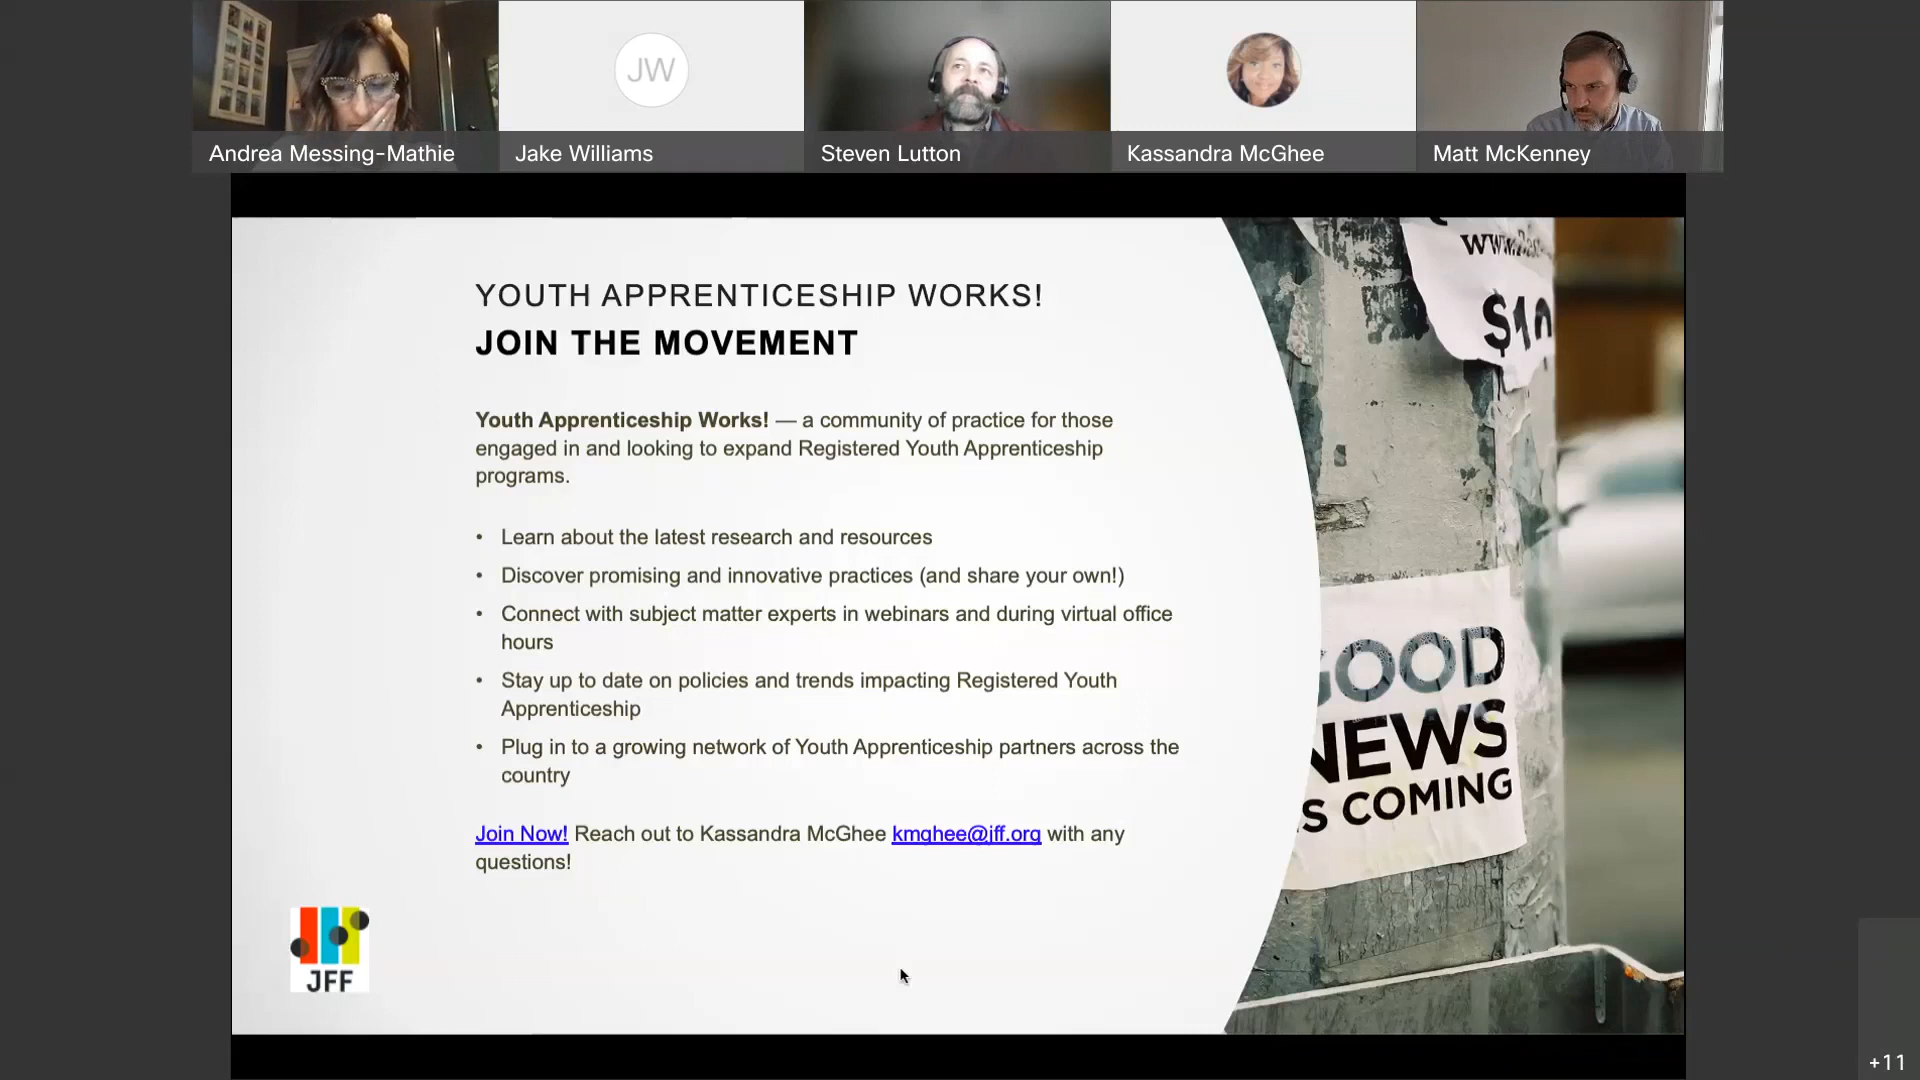 JW
Andrea Messing-Mathie
Jake Williams
Steven Lutton
Kassandra McGhee
Matt McKenney
YOUTH APPRENTICESHIP WORKS!
JOIN THE MOVEMENT
Youth Apprenticeship Works! — a community of practice for those
engaged in and looking to expand Registered Youth Apprenticeship
programs.
• Learn about the latest research and resources
• Discover promising and innovative practices (and share your own!)
• Connect with subject matter experts in webinars and during virtual office
hours
• Stay up to date on policies and trends impacting Registered Youth
Apprenticeship
• Plug in to a growing network of Youth Apprenticeship partners across the
country
Join Now! Reach out to Kassandra McGhee kmghee@jff.org with any
questions!
JFF
$10
GOOD
NEWS
IS COMING
+11